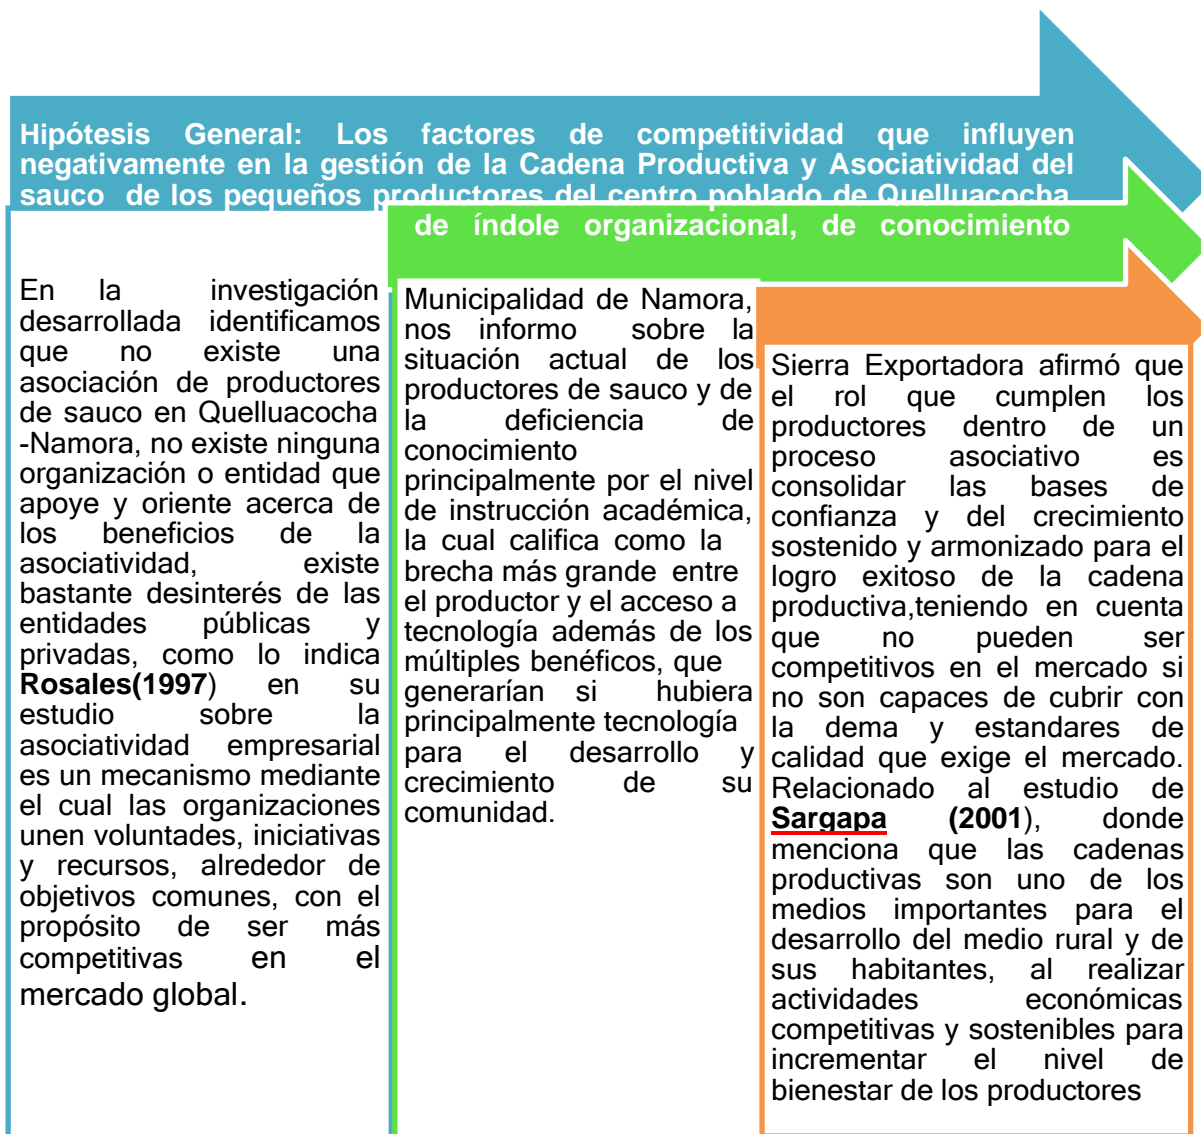 Hipótesis General: Los factores de competitividad que influyen
negativamente en la gestión de la Cadena Productiva y Asociatividad del
sauco de los pequeños productores del centro poblado de Quelluacocha
de índole organizacional, de conocimiento
En la investigación
desarrollada identificamos
que no existe una
asociación de productores
de sauco en Quelluacocha
-Namora, no existe ninguna
organización o entidad que
apoye y oriente acerca de
los beneficios de la
asociatividad, existe
bastante desinterés de las
entidades públicas y
privadas, como lo indica
Rosales(1997) en su
estudio sobre la
asociatividad empresarial
es un mecanismo mediante
el cual las organizaciones
unen voluntades, iniciativas
y recursos, alrededor de
objetivos comunes, con el
propósito de ser más
competitivas en el
mercado global.
Municipalidad de Namora,
nos informo sobre la
situación actual de los
productores de sauco y de
la deficiencia de
conocimiento
principalmente por el nivel
de instrucción académica,
la cual califica como la
brecha más grande entre
el productor y el acceso a
tecnología además de los
múltiples benéficos, que
generarían si hubiera
principalmente tecnología
para el desarrollo y
crecimiento de su
comunidad.
Sierra Exportadora afirmó que
el rol que cumplen los
productores dentro de un
proceso asociativo es
consolidar las bases de
confianza y del crecimiento
sostenido y armonizado para el
logro exitoso de la cadena
productiva,teniendo en cuenta
que no pueden ser
competitivos en el mercado si
no son capaces de cubrir con
la dema y estandares de
calidad que exige el mercado.
Relacionado al estudio de
Sargapa (2001), donde
menciona que las cadenas
productivas son uno de los
medios importantes para el
desarrollo del medio rural y de
sus habitantes, al realizar
actividades económicas
competitivas y sostenibles para
incrementar el nivel de
bienestar de los productores